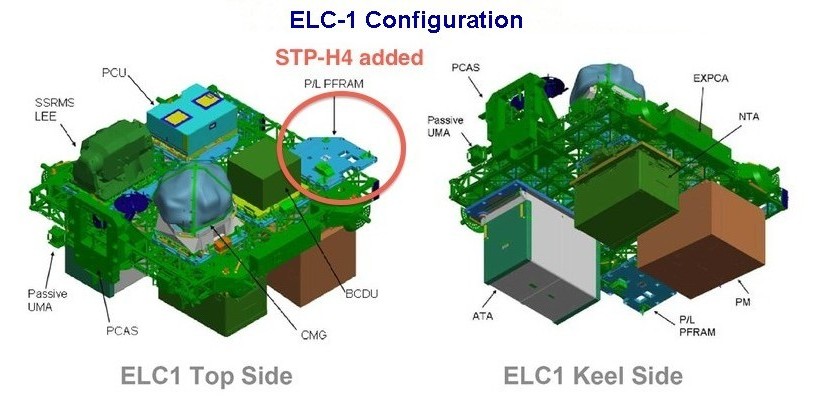 ELC-1 Configuration
STP-H4 added
PCU
P/L PFRAM
SSRMS
LEE
Passive
UMA
PCAS
CMG
BCDU
ELC1 Top Side
PCAS
Passive
UMA
EXPCA
NTA
ATA
P/L
PFRAM
PM
ELC1 Keel Side